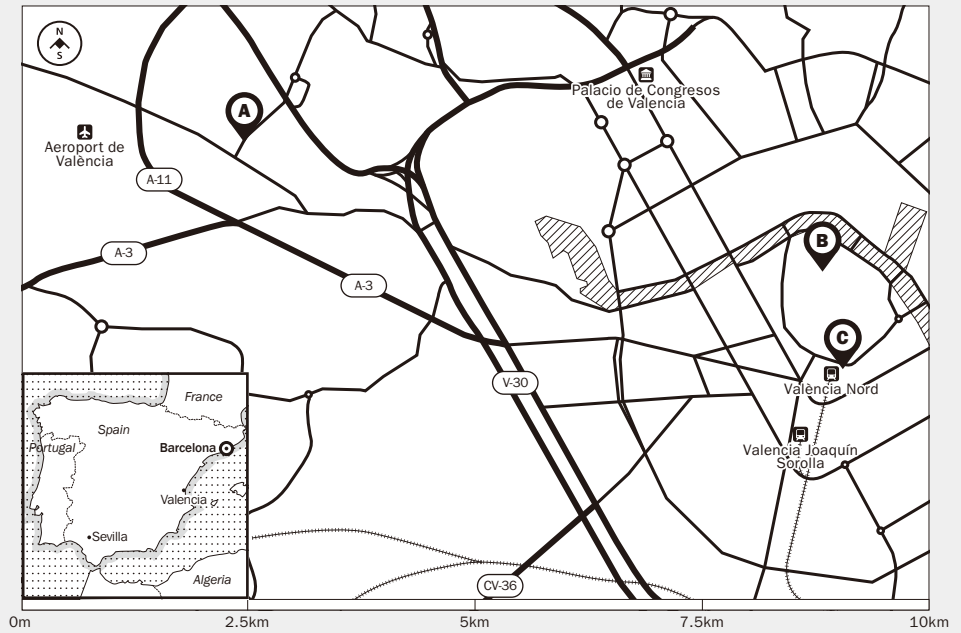 N
S
A
Palacio de Congresos
de Valencia
Aeroport de
València
A-11
B
A-3
A-3
C
V-30
València Nord
France
Spain
Portugal
Barcelona
Valencia Joaquín
Sorolla
Valencia
Sevilla
Algeria
CV-36
0m
2.5km
5km
7.5km
10km